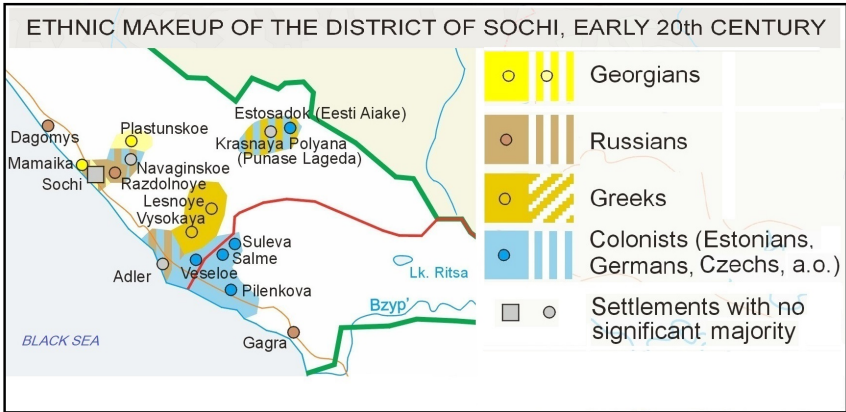 ETHNIC MAKEUP OF THE DISTRICT OF SOCHI, EARLY 20th CENTURY
Estosadok (Eesti Aiake)
Krasnaya Polyana
(Punase Lageda)
Dagomys
Plastunskoe
Mamaika
Navaginskoe
Sochi
Razdolnoye
Lesnoye
Vysokaya
Suleva
Salme
Adler
Veseloe
Pilenkova
Lk. Ritsa
Bzyp'
Gagra
BLACK SEA
Georgians
Russians
Greeks
Colonists (Estonians,
Germans, Czechs, a.o.)
Settlements with no
significant majority